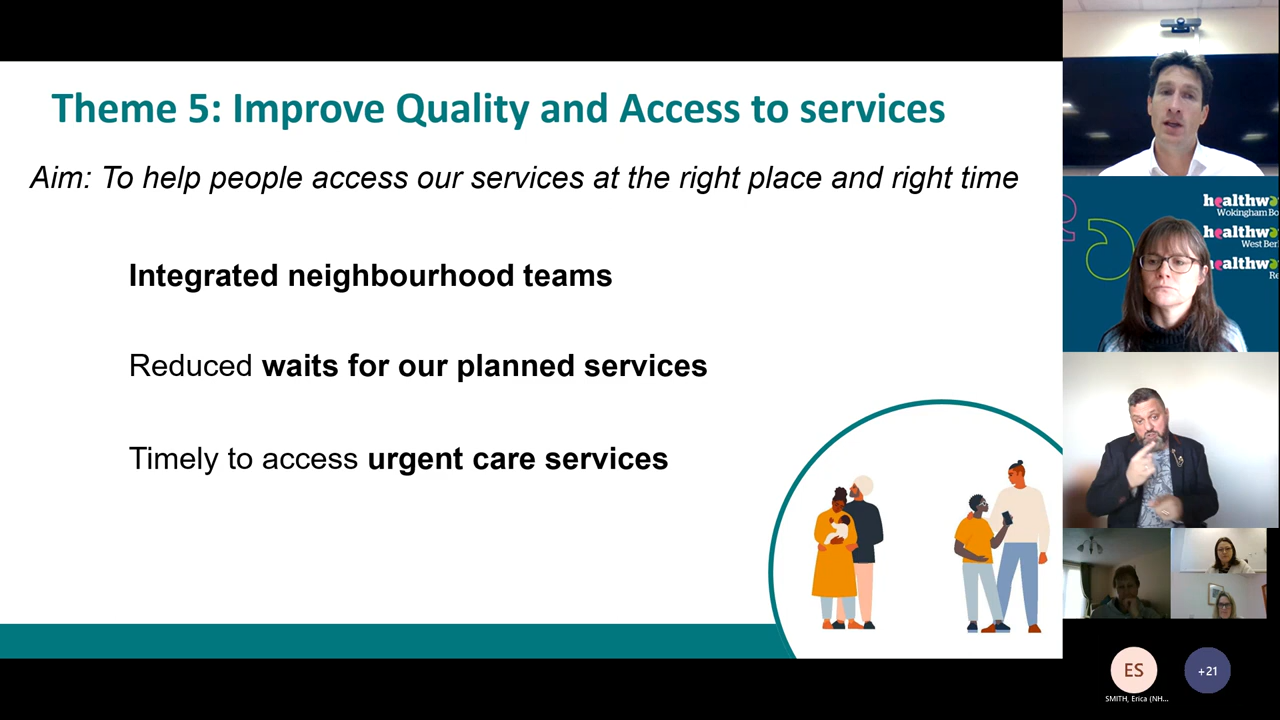 Theme 5: Improve Quality and Access to services
Aim: To help people access our services at the right place and right time
Integrated neighbourhood teams
Reduced waits for our planned services
Timely to access urgent care services
healthwa
Wokingham Bo
healthwa
West Ber
healthwa
Re
ES
+21
SMITH, Erica (NH...